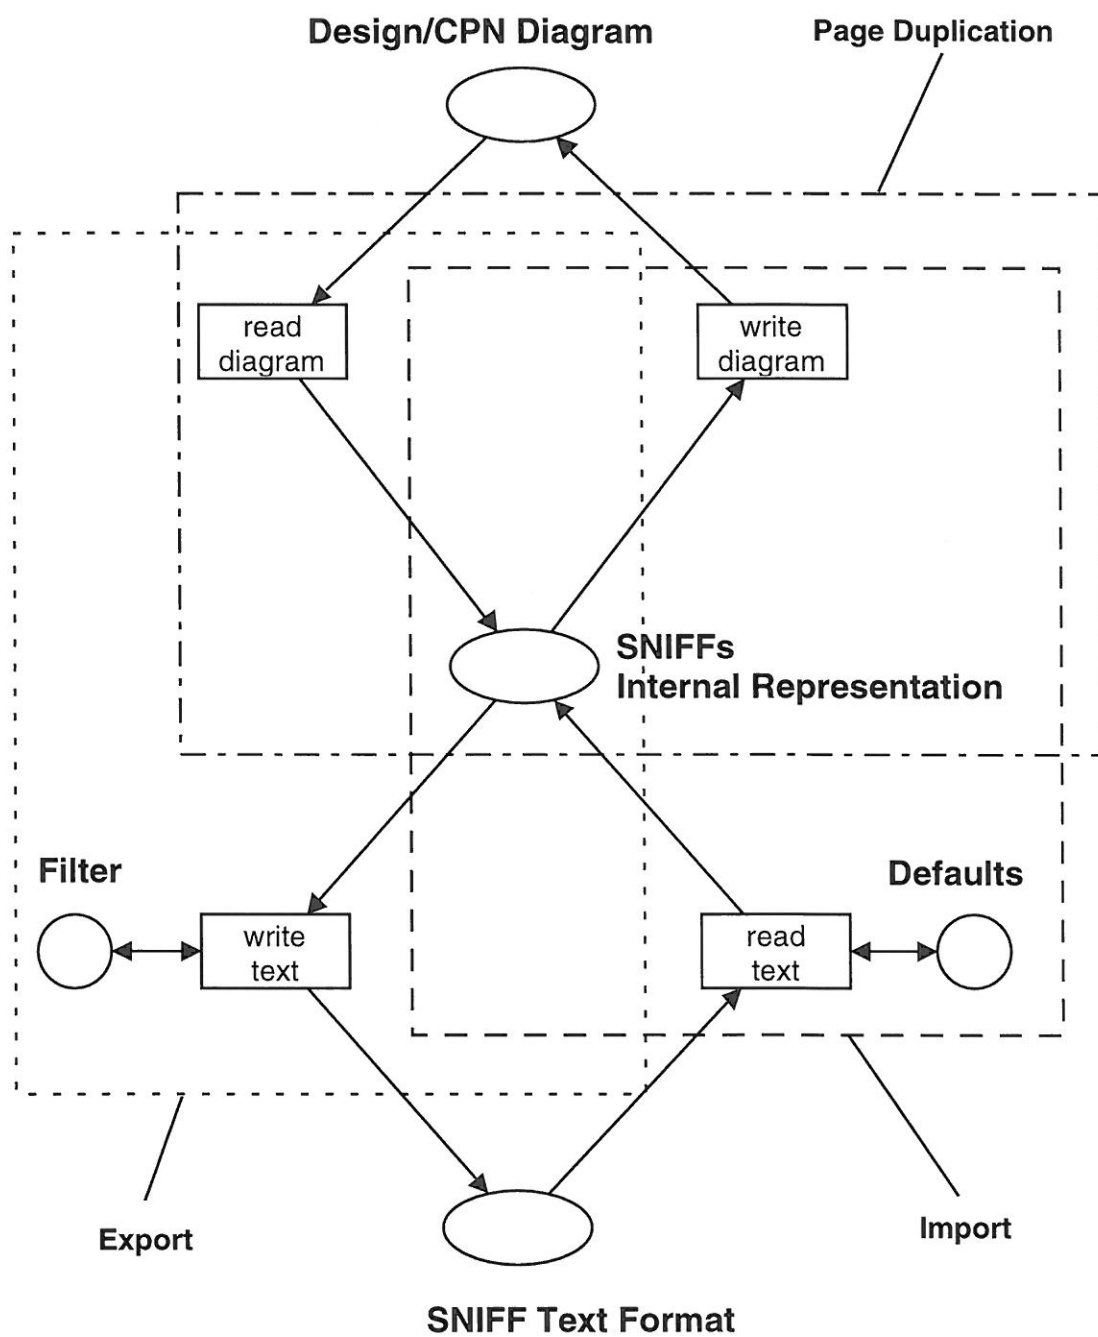 Design/CPN Diagram
Page Duplication
read
diagram
write
diagram
SNIFFs
Internal Representation
Filter
Defaults
write
text
read
text
Export
Import
SNIFF Text Format